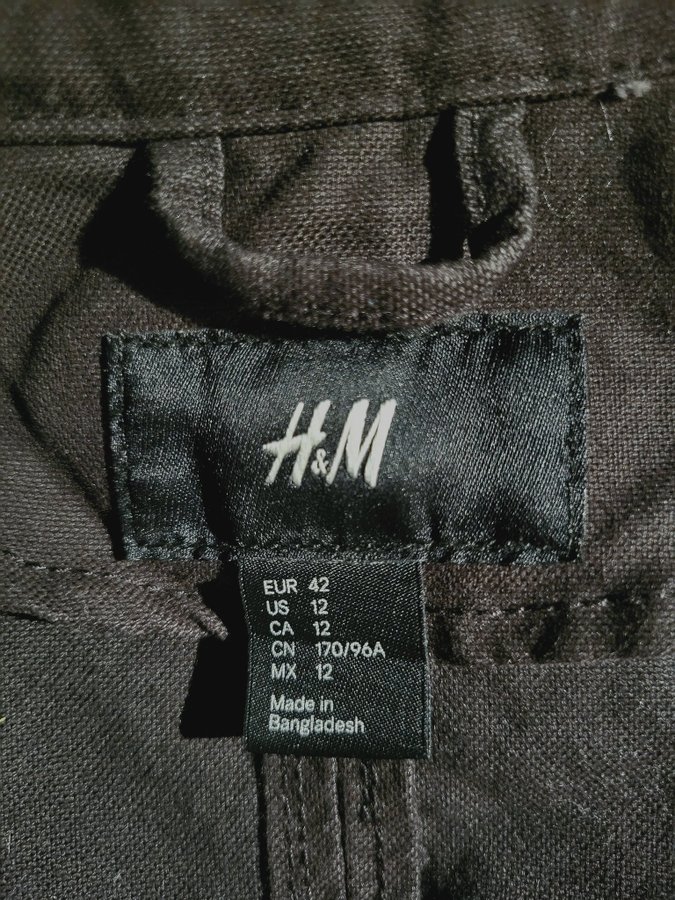 H&M
EUR 42
US 12
CA 12
CN 170/96A
MX 12
Made in
Bangladesh